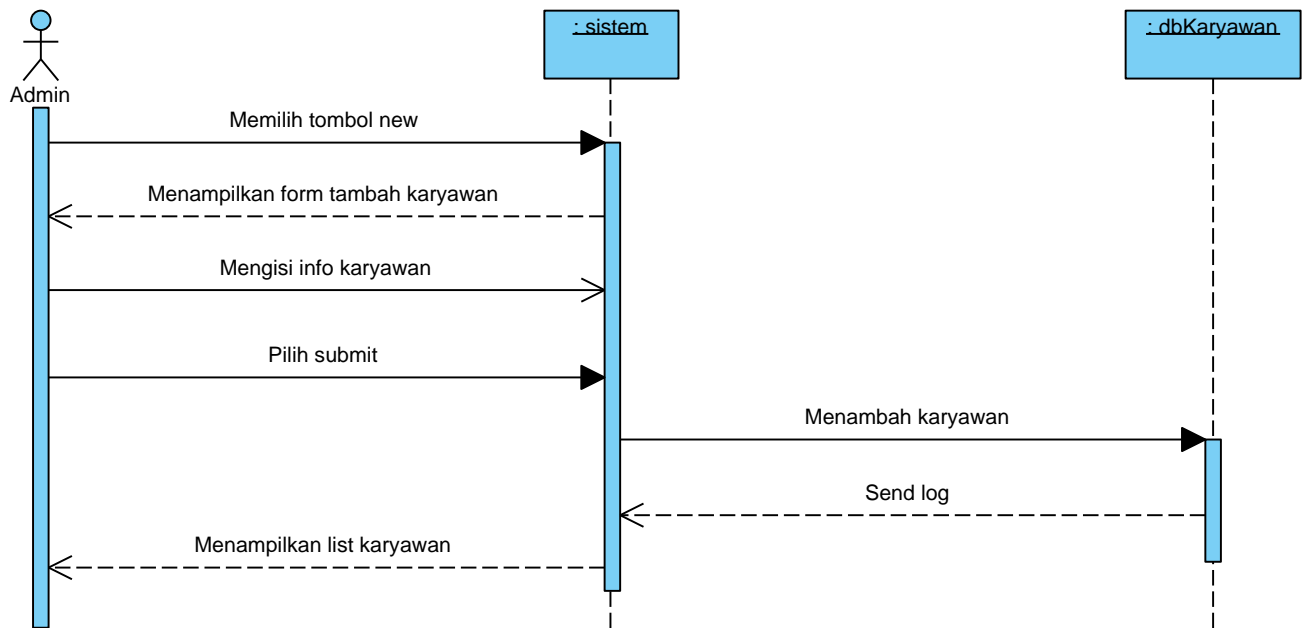 : sistem
: dbKaryawan
Admin
Memilih tombol new
Menampilkan form tambah karyawan
Mengisi info karyawan
Pilih submit
Menambah karyawan
Send log
Menampilkan list karyawan